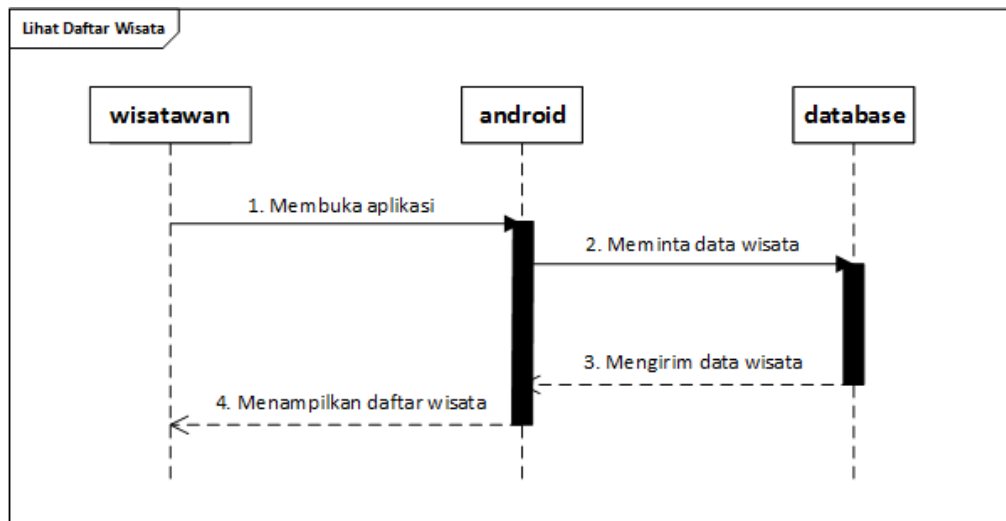 Lihat Daftar Wisata
wisatawan
android
database
1. Membuka aplikasi
2. Meminta data wisata
3. Mengirim data wisata
4. Menampilkan daftar wisata